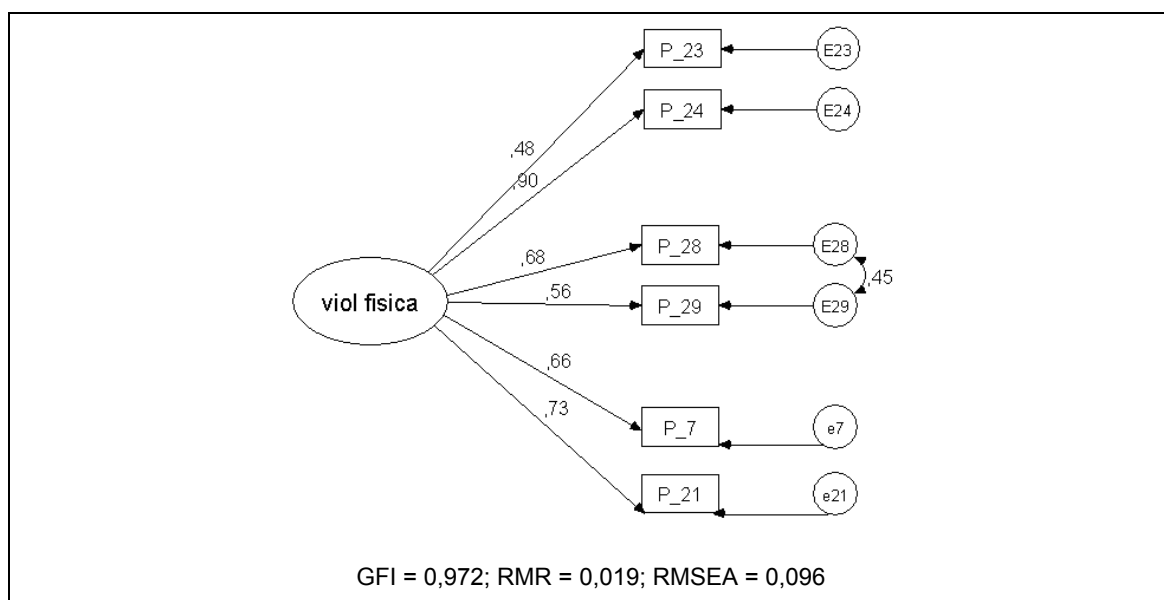 P_23
E23
P_24
E24
,48
,90
P_28
E28
,68
,45
viol fisica
,56
P_29
E29
,66
P_7
e7
,73
P_21
e21
GFI = 0,972; RMR = 0,019; RMSEA = 0,096